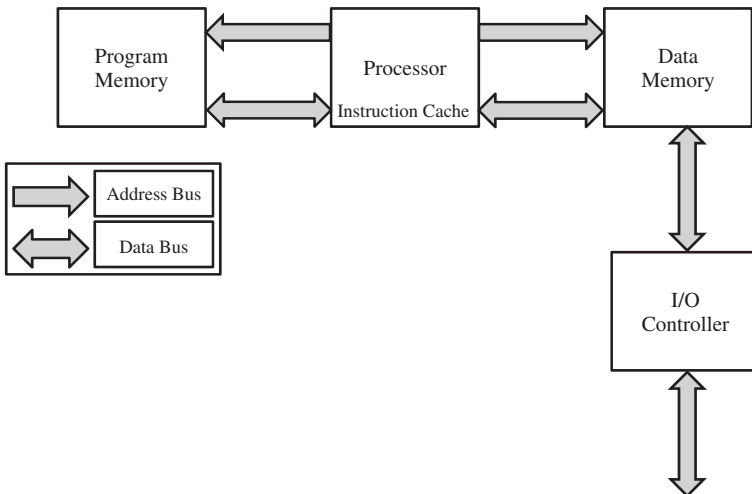 Program
Memory
Processor
Instruction Cache
Data
Memory
Address Bus
Data Bus
I/O
Controller